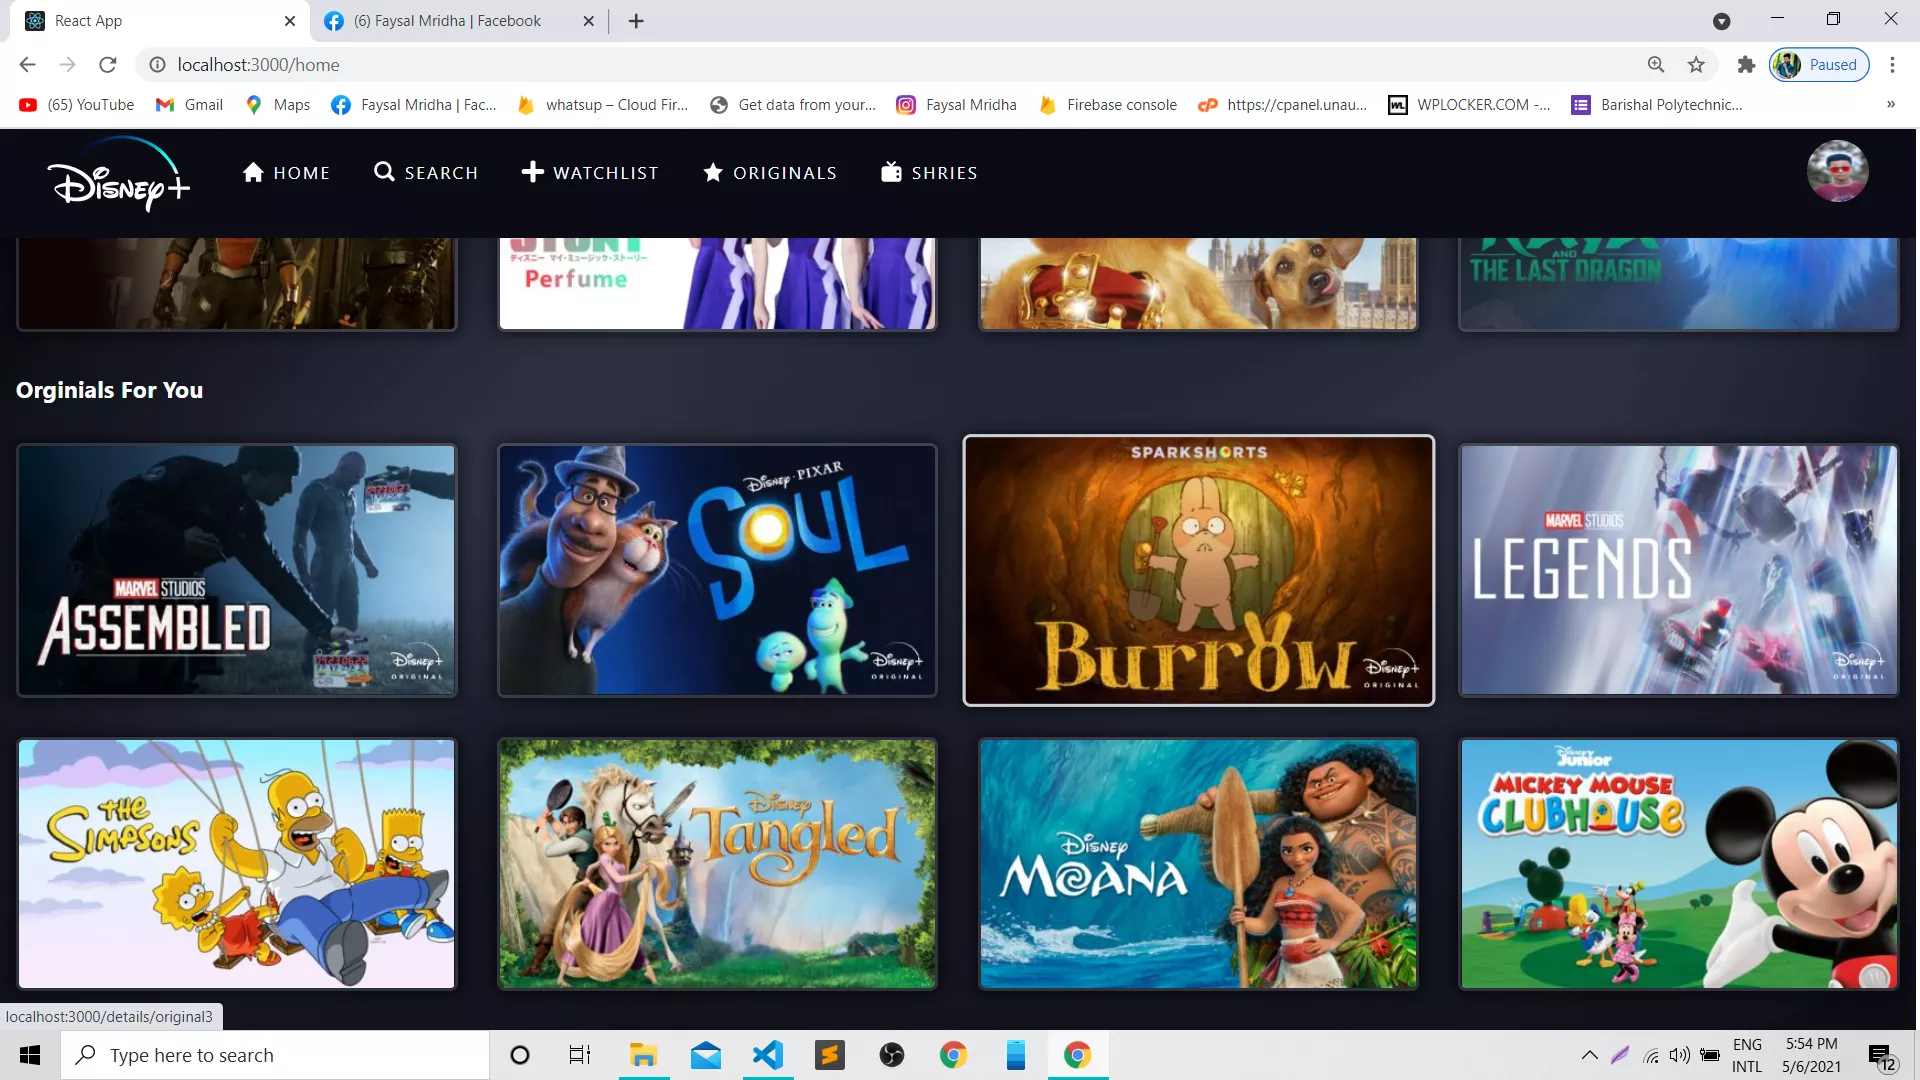 React App
(6) Faysal Mridha | Facebook
localhost:3000/home
Paused
(65) YouTube
Gmail
Maps
Faysal Mridha | Fac...
whatsup – Cloud Fir...
Get data from your...
Faysal Mridha
Firebase console
https://cpanel.unau...
WPLOCKER.COM -...
Barishal Polytechnic...
Disney+
HOME
SEARCH
WATCHLIST
ORIGINALS
SHRIES
ディズニー マイ・ミュージック・ストーリー
Perfume
RAYA
AND
THE LAST DRAGON
Orginials For You
MARVEL STUDIOS
ASSEMBLED
Disney+
ORIGINAL
Disney · PIXAR
SOUL
Disney+
ORIGINAL
SPARKSHORTS
Burrow
Disney+
ORIGINAL
MARVEL STUDIOS
LEGENDS
Disney+
ORIGINAL
THE
SIMPSONS
Disney
Tangled
Disney
MOANA
Disney
Junior
MICKEY MOUSE
CLUBHOUSE
localhost:3000/details/original3
Type here to search
ENG
INTL
5:54 PM
5/6/2021
12